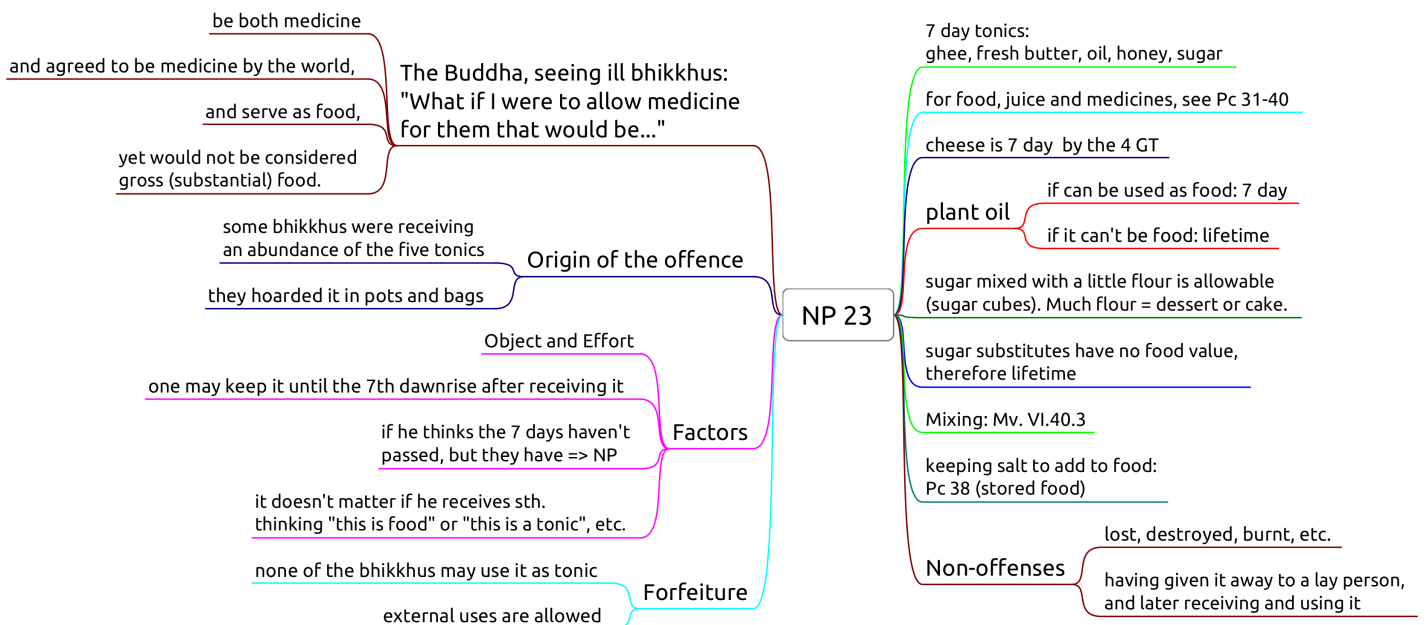 be both medicine
and agreed to be medicine by the world,
and serve as food,
yet would not be considered
gross (substantial) food.
The Buddha, seeing ill bhikkhus:
"What if I were to allow medicine
for them that would be..."
some bhikkhus were receiving
an abundance of the five tonics
they hoarded it in pots and bags
Origin of the offence
Object and Effort
one may keep it until the 7th dawnrise after receiving it
if he thinks the 7 days haven't
passed, but they have => NP
it doesn't matter if he receives sth.
thinking "this is food" or "this is a tonic", etc.
Factors
none of the bhikkhus may use it as tonic
external uses are allowed
Forfeiture
NP 23
7 day tonics:
ghee, fresh butter, oil, honey, sugar
for food, juice and medicines, see Pc 31-40
cheese is 7 day  by the 4 GT
plant oil
if can be used as food: 7 day
if it can't be food: lifetime
sugar mixed with a little flour is allowable
(sugar cubes). Much flour = dessert or cake.
sugar substitutes have no food value,
therefore lifetime
Mixing: Mv. VI.40.3
keeping salt to add to food:
Pc 38 (stored food)
Non-offenses
lost, destroyed, burnt, etc.
having given it away to a lay person,
and later receiving and using it